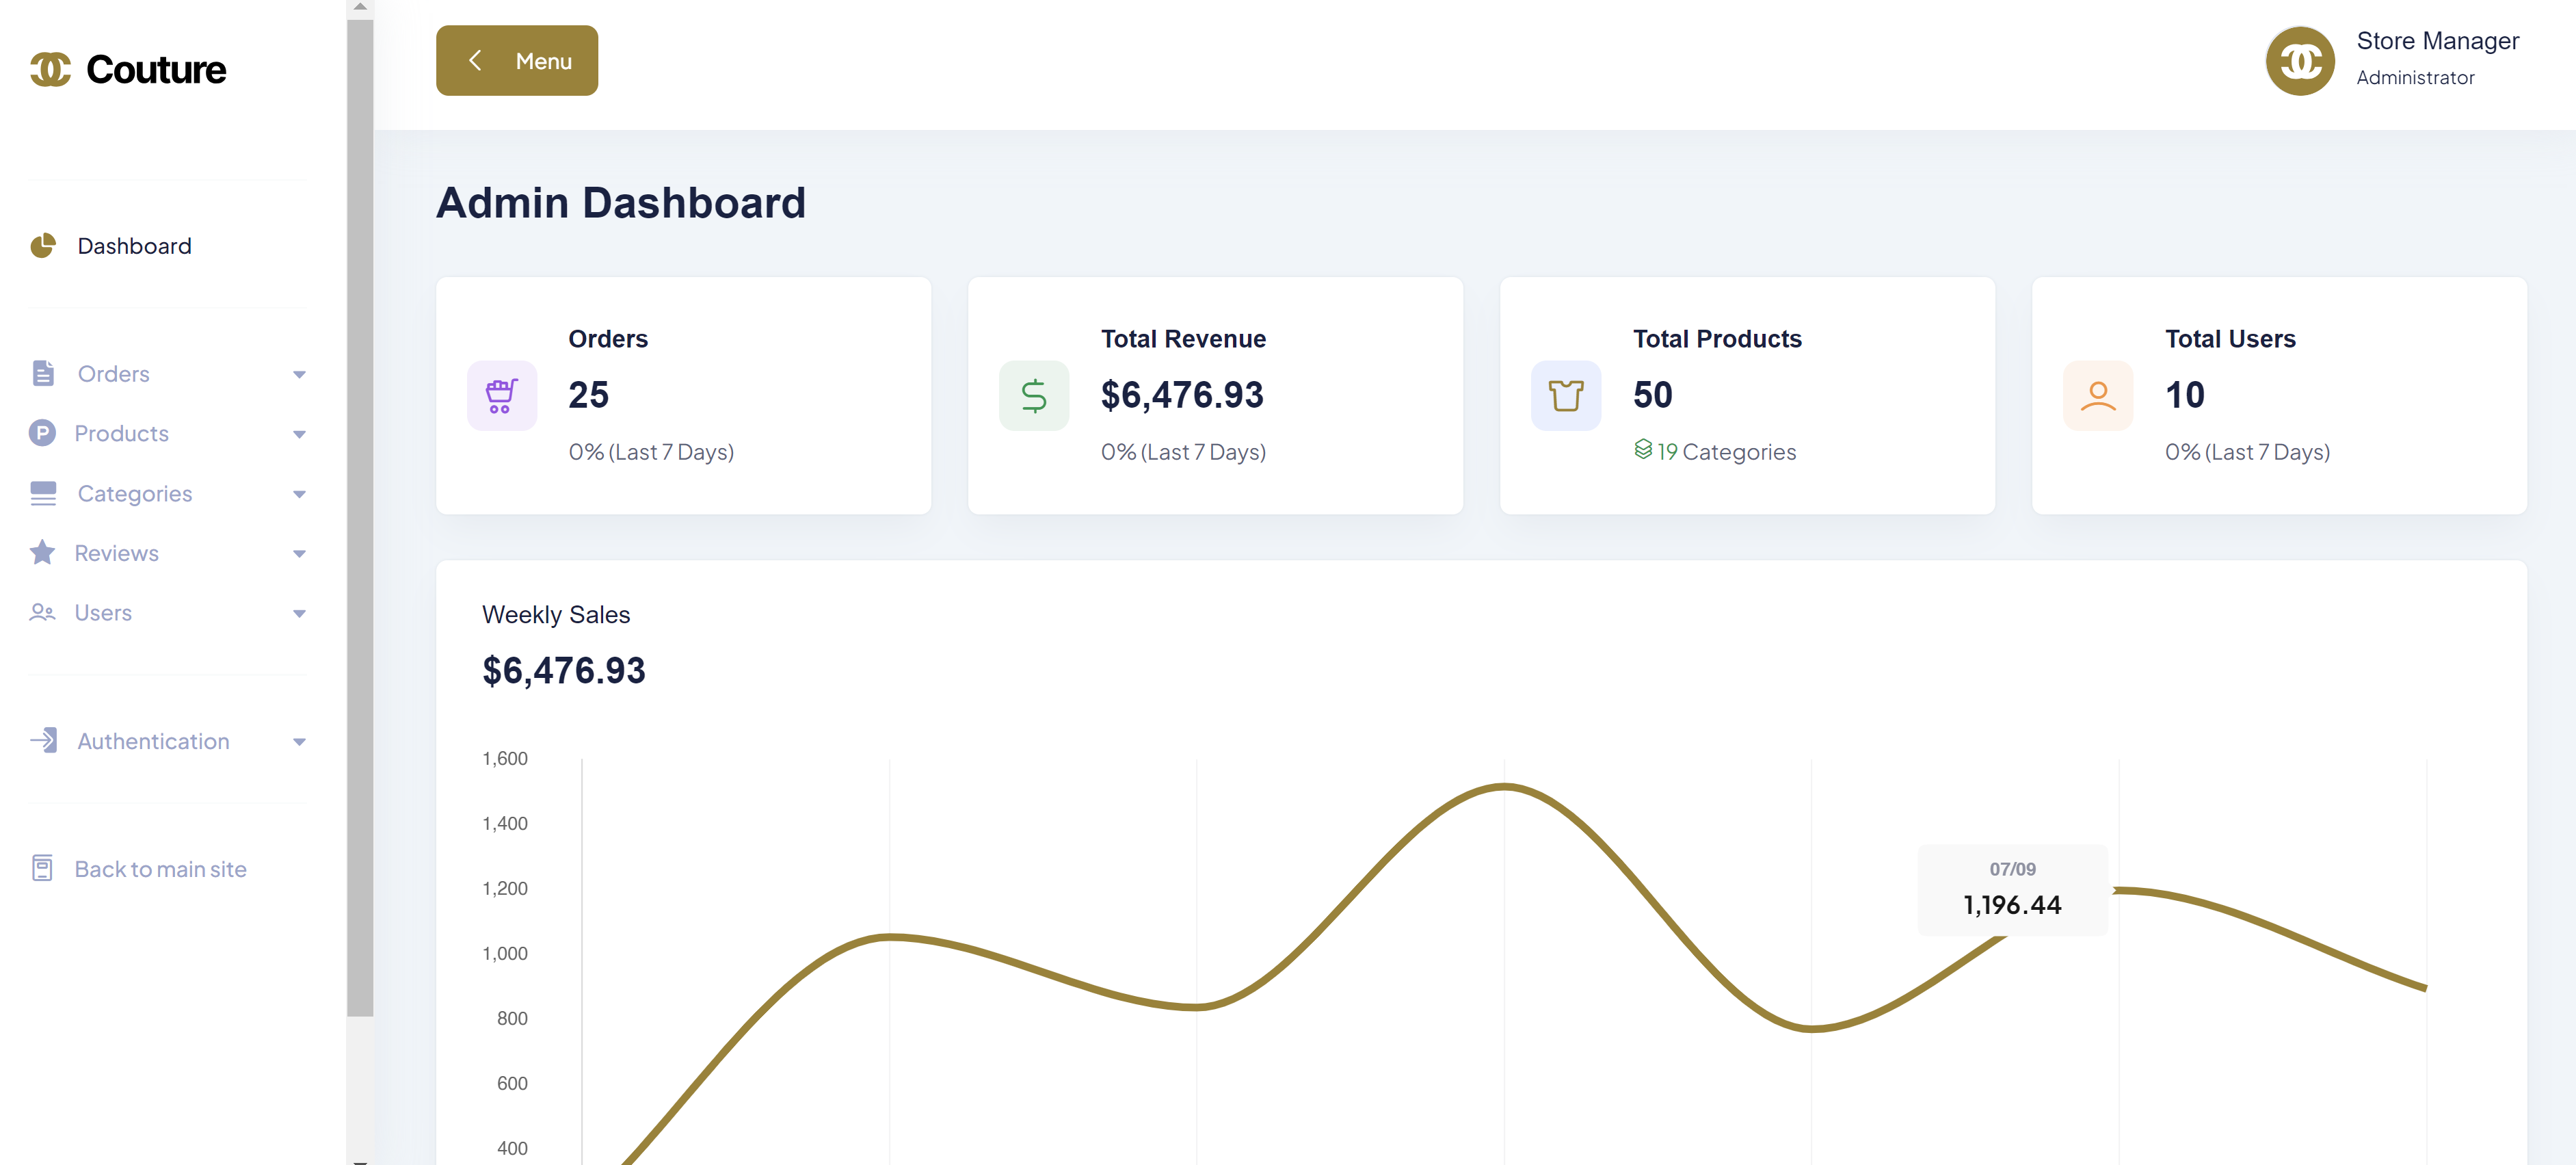 Couture
Menu
Store Manager
Administrator
Dashboard
Orders
Products
Categories
Reviews
Users
Authentication
Back to main site
Admin Dashboard
Orders
25
0% (Last 7 Days)
Total Revenue
$6,476.93
0% (Last 7 Days)
Total Products
50
19 Categories
Total Users
10
0% (Last 7 Days)
Weekly Sales
$6,476.93
1,600
1,400
1,200
1,000
800
600
400
07/09
1,196.44